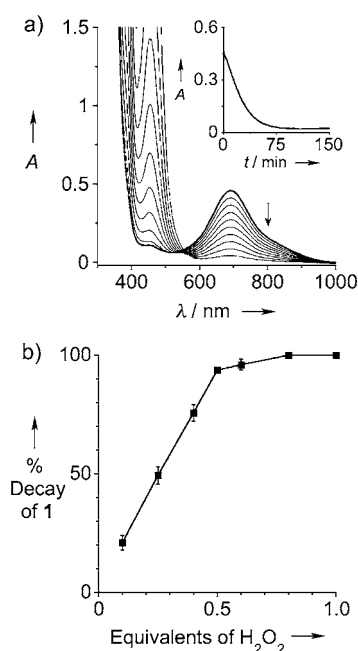 a)
1.5
1
0.5
0
A
400 600 800 1000
λ / nm
0.6
0.3
0
A
0 75 150
t / min
b)
100
50
0
%
Decay
of 1
0 0.5 1.0
Equivalents of H₂O₂